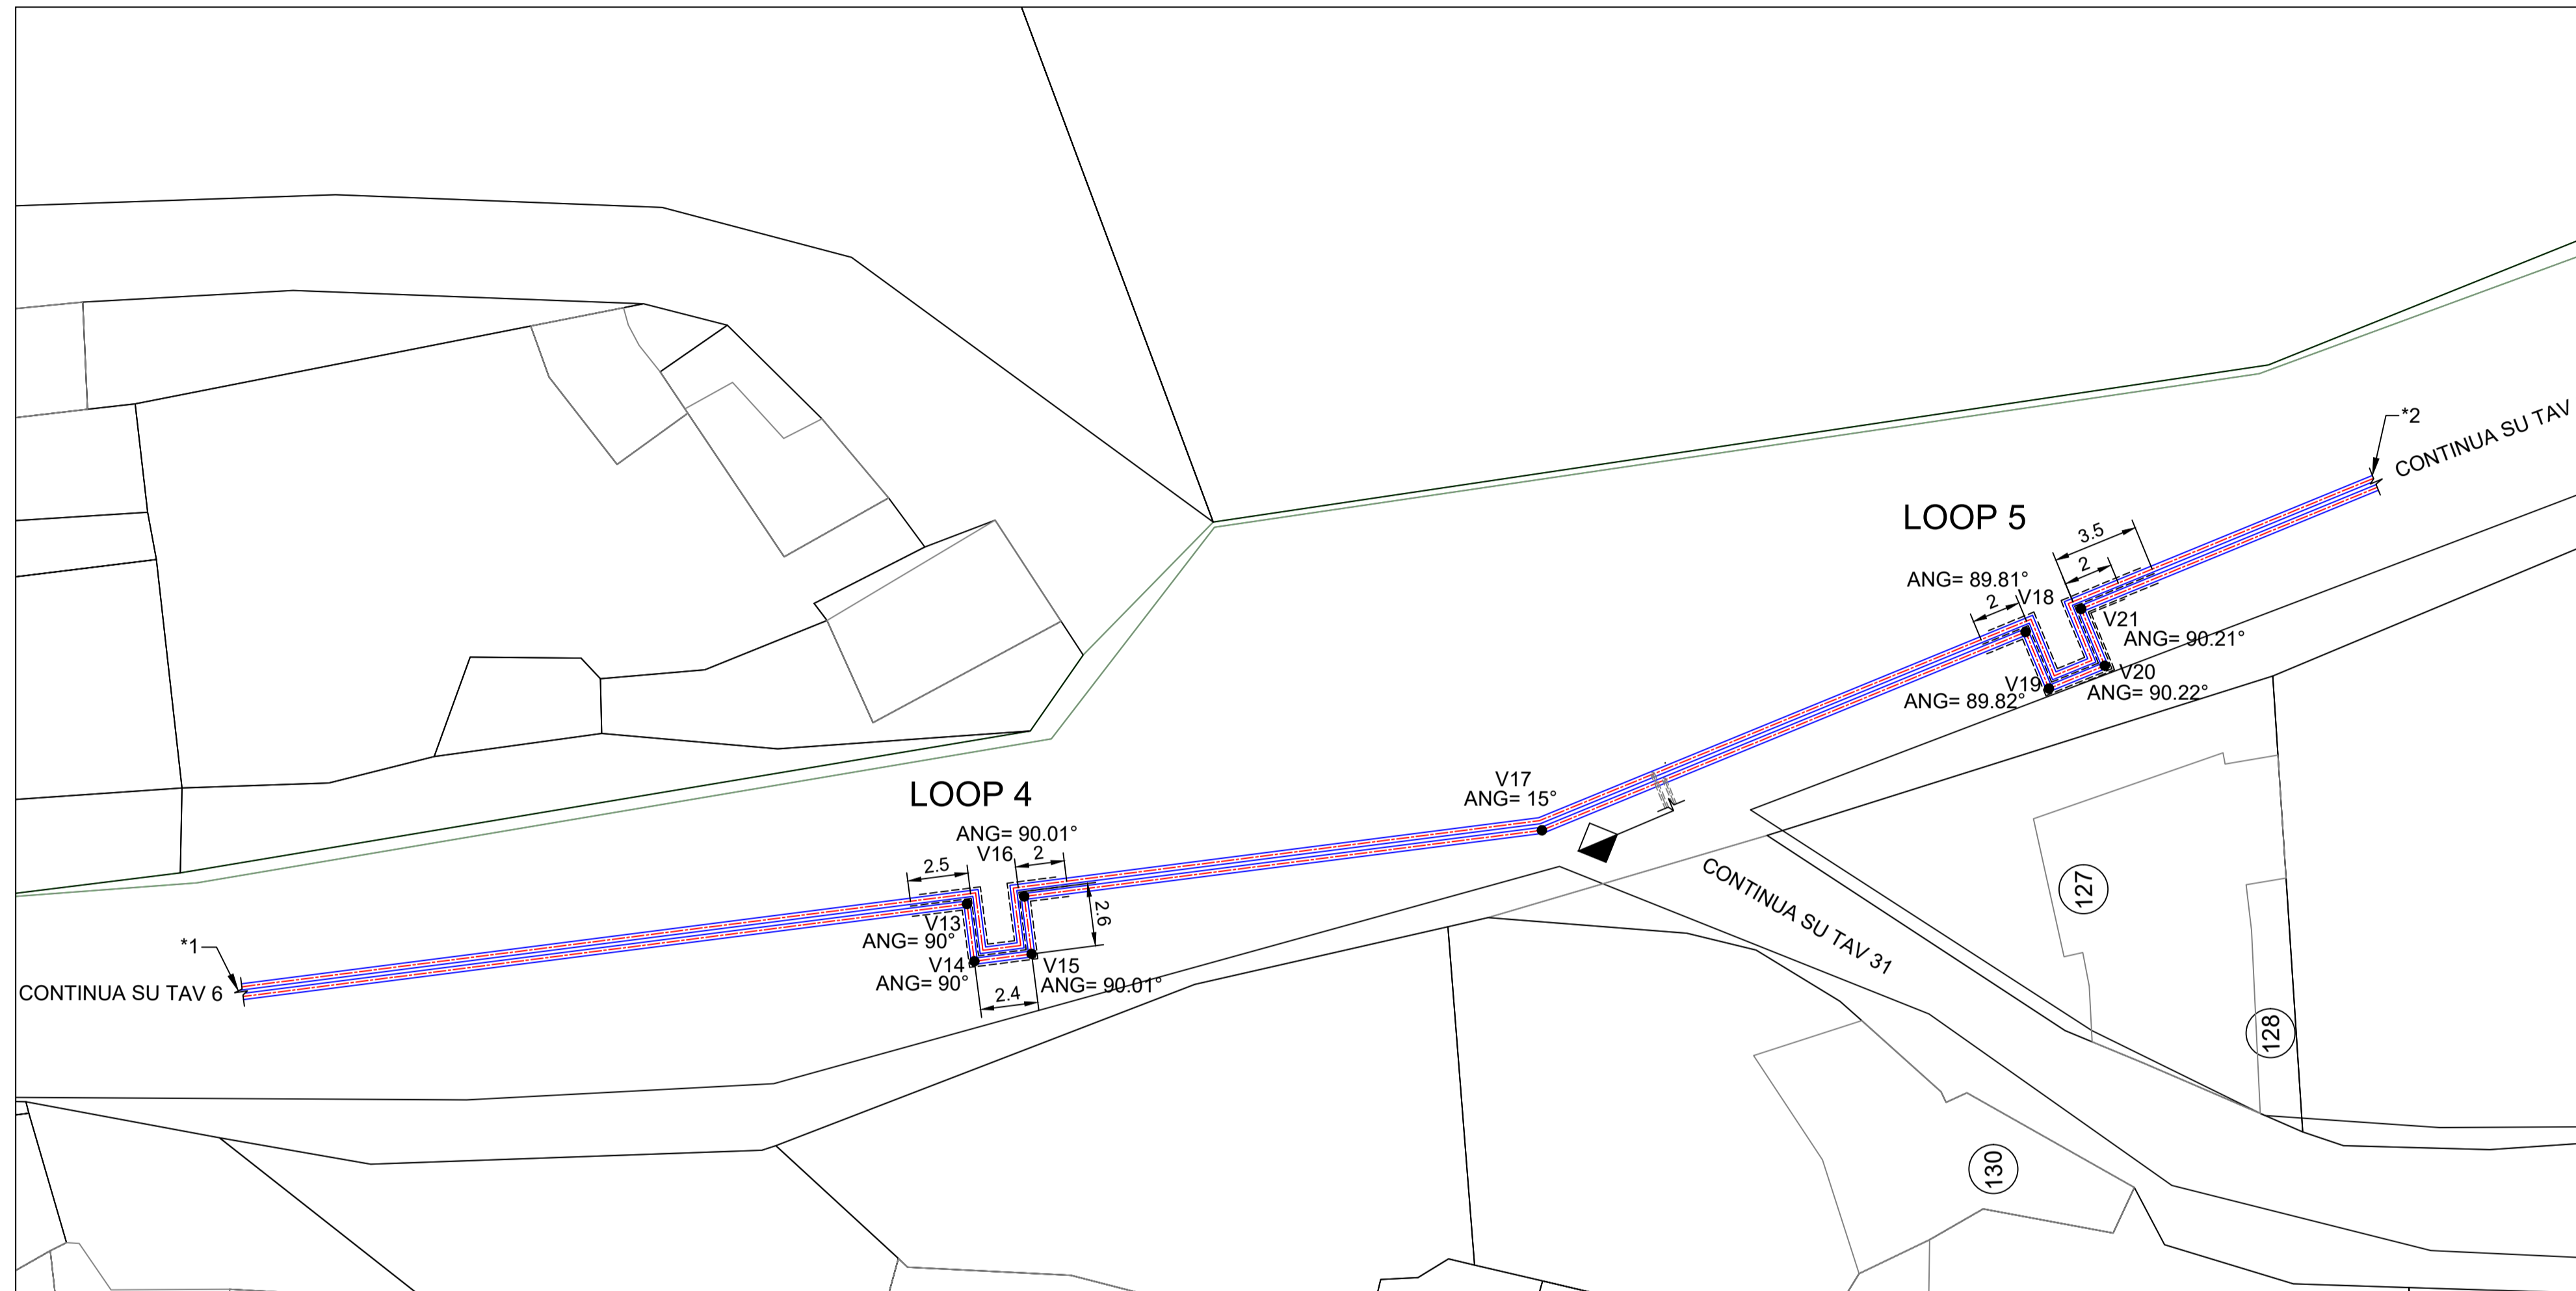 *2
CONTINUA SU TAV
LOOP 5
3.5
2
ANG= 89.81°
2
V18
V21
ANG= 90.21°
V20
ANG= 90.22°
V19
ANG= 89.82°
V17
ANG= 15°
LOOP 4
ANG= 90.01°
V16
2
2.5
2.6
V13
ANG= 90°
V14
ANG= 90°
V15
ANG= 90.01°
2.4
*1
CONTINUA SU TAV 6
CONTINUA SU TAV 31
127
128
130